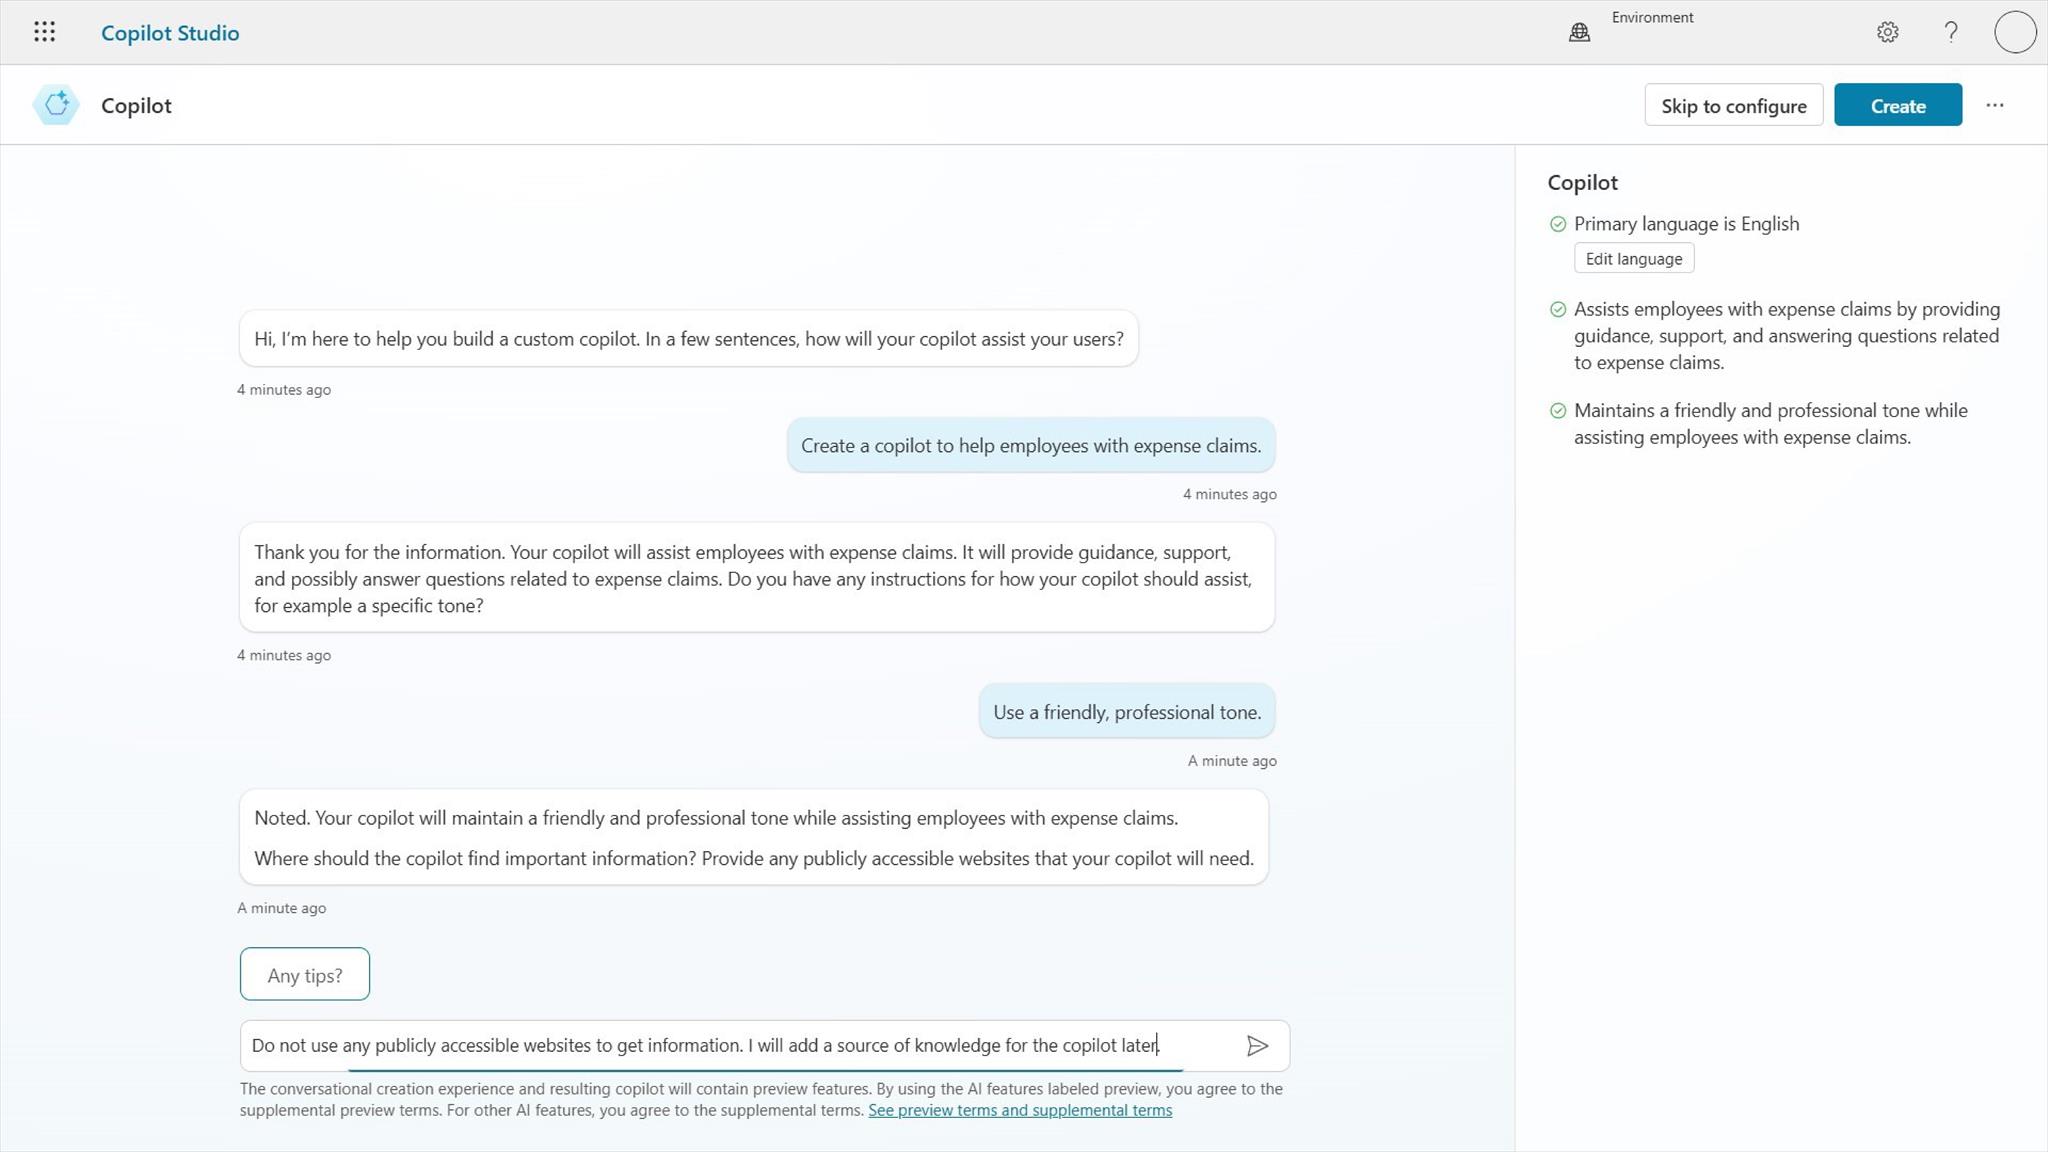 Copilot Studio
Environment
Copilot
Skip to configure
Create
Hi, I’m here to help you build a custom copilot. In a few sentences, how will your copilot assist your users?
4 minutes ago
Create a copilot to help employees with expense claims.
4 minutes ago
Thank you for the information. Your copilot will assist employees with expense claims. It will provide guidance, support,
and possibly answer questions related to expense claims. Do you have any instructions for how your copilot should assist,
for example a specific tone?
4 minutes ago
Use a friendly, professional tone.
A minute ago
Noted. Your copilot will maintain a friendly and professional tone while assisting employees with expense claims.
Where should the copilot find important information? Provide any publicly accessible websites that your copilot will need.
A minute ago
Any tips?
Do not use any publicly accessible websites to get information. I will add a source of knowledge for the copilot later.
The conversational creation experience and resulting copilot will contain preview features. By using the AI features labeled preview, you agree to the
supplemental preview terms. For other AI features, you agree to the supplemental terms. See preview terms and supplemental terms
Copilot
Primary language is English
Edit language
Assists employees with expense claims by providing
guidance, support, and answering questions related
to expense claims.
Maintains a friendly and professional tone while
assisting employees with expense claims.